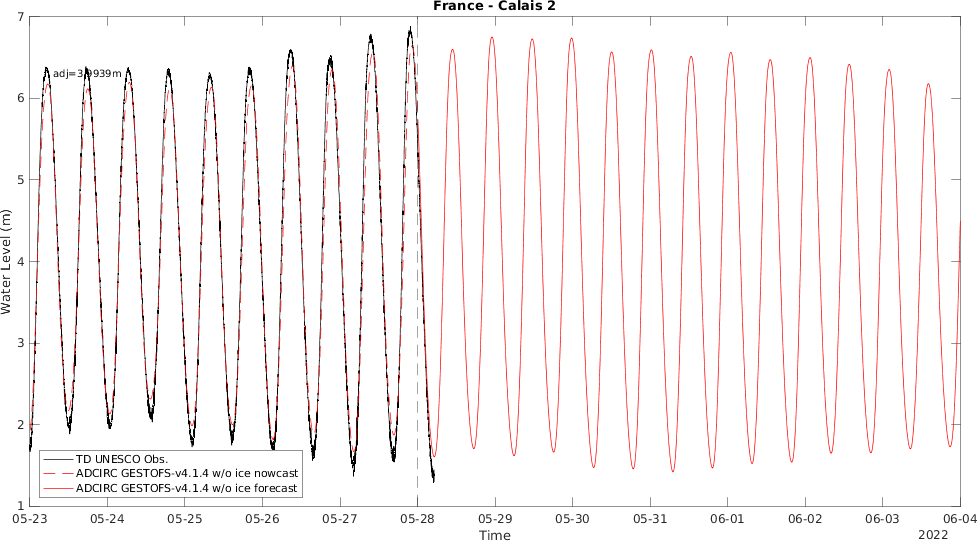 France - Calais 2
7
6
5
4
3
2
1
Water Level (m)
adj=3.9939m
TD UNESCO Obs.
ADCIRC GESTOFS-v4.1.4 w/o ice nowcast
ADCIRC GESTOFS-v4.1.4 w/o ice forecast
05-23 05-24 05-25 05-26 05-27 05-28 05-29 05-30 05-31 06-01 06-02 06-03 06-04
Time
2022